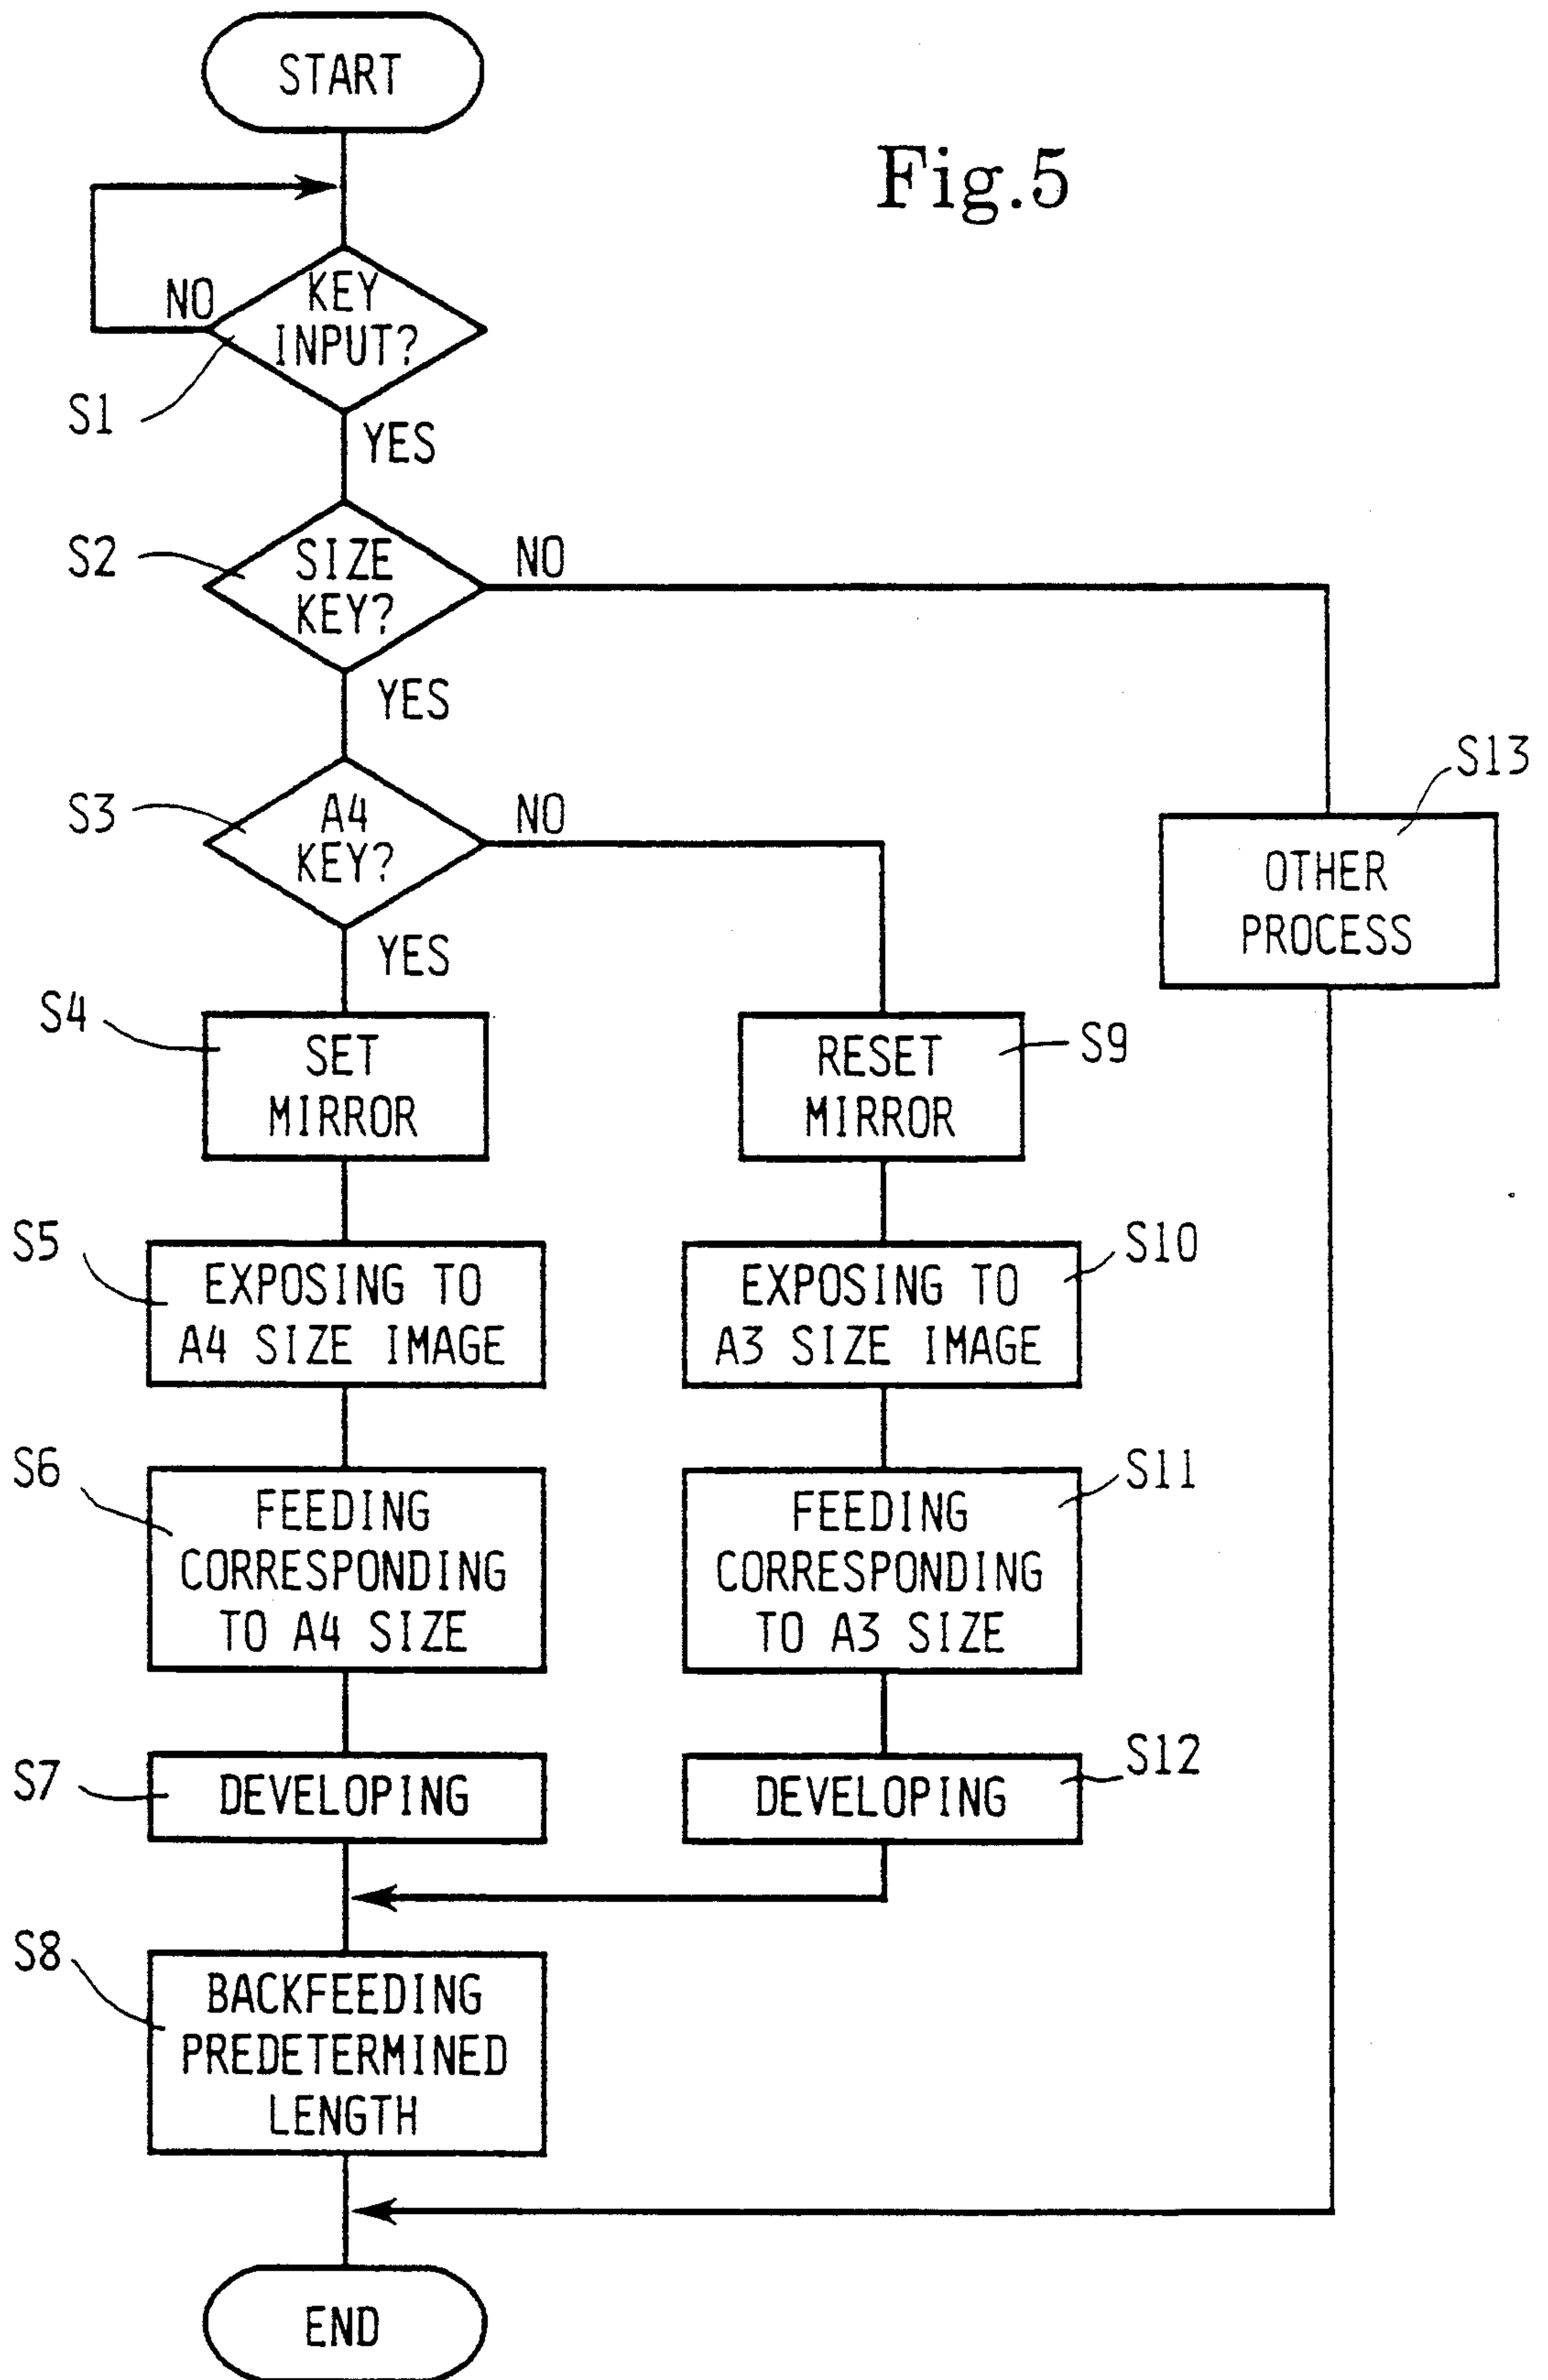 START
Fig.5
NO
KEY
INPUT?
S1
YES
S2
SIZE
KEY?
NO
YES
S13
S3
A4
KEY?
NO
OTHER
PROCESS
YES
S4
SET
MIRROR
RESET
MIRROR
S9
S5
EXPOSING TO
A4 SIZE IMAGE
EXPOSING TO
A3 SIZE IMAGE
S10
S6
FEEDING
CORRESPONDING
TO A4 SIZE
FEEDING
CORRESPONDING
TO A3 SIZE
S11
S7
DEVELOPING
DEVELOPING
S12
S8
BACKFEEDING
PREDETERMINED
LENGTH
END